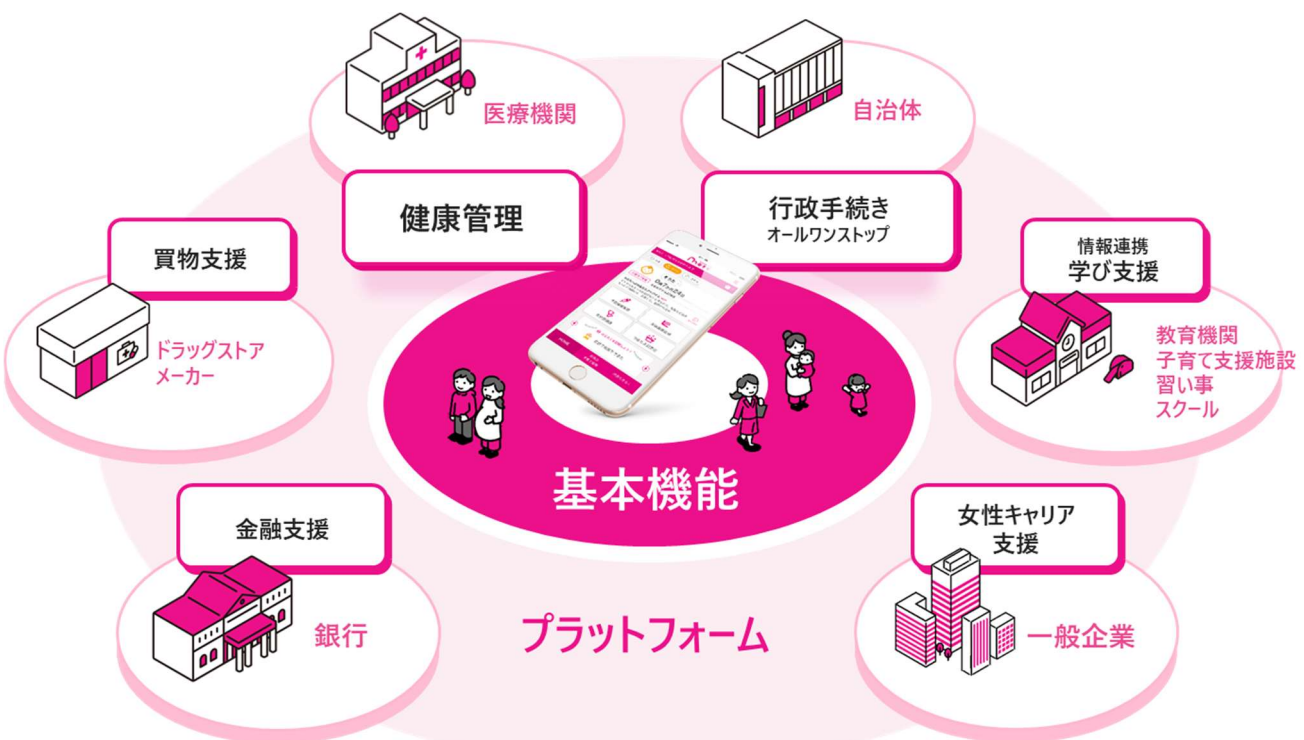 医療機関
自治体
健康管理
行政手続き
オールワンストップ
買物支援
情報連携
学び支援
ドラッグストア
メーカー
教育機関
子育て支援施設
習い事
スクール
基本機能
金融支援
女性キャリア
支援
銀行
プラットフォーム
一般企業